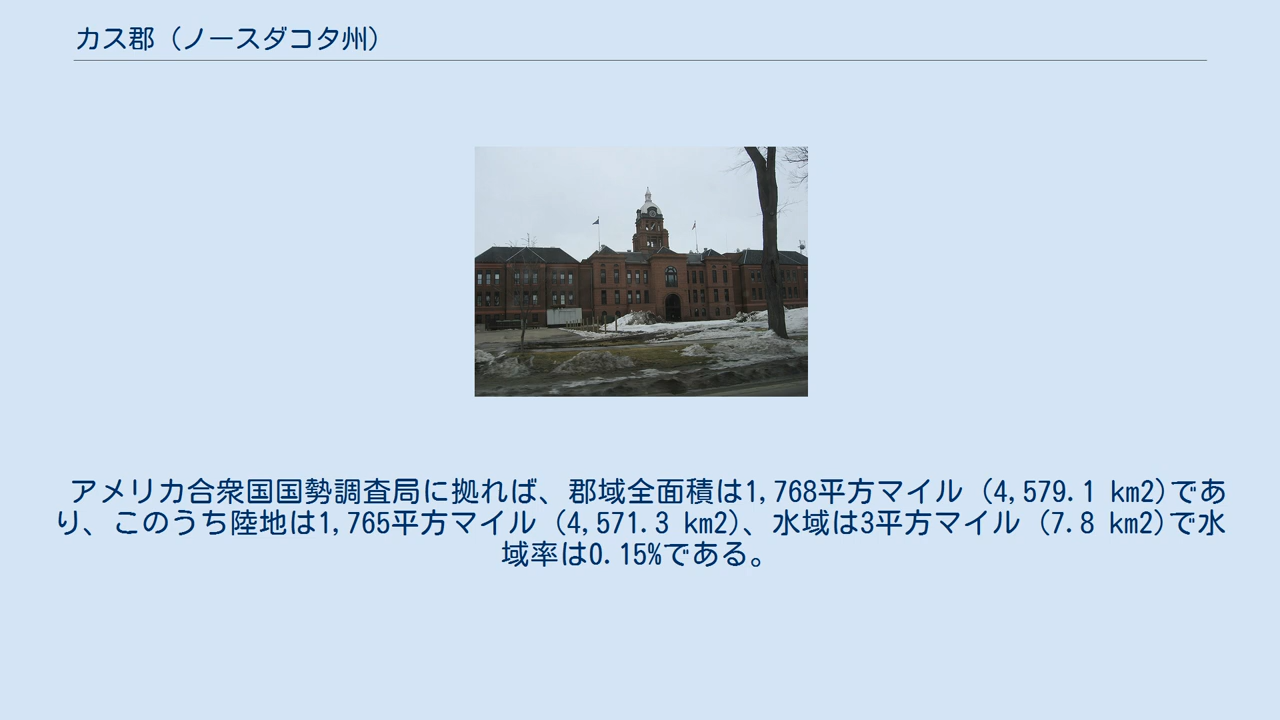 カス郡（ノースダコタ州）
アメリカ合衆国国勢調査局に拠れば、郡域全面積は1,768平方マイル (4,579.1 km2)であ
り、このうち陸地は1,765平方マイル (4,571.3 km2)、水域は3平方マイル (7.8 km2)で水
域率は0.15%である。